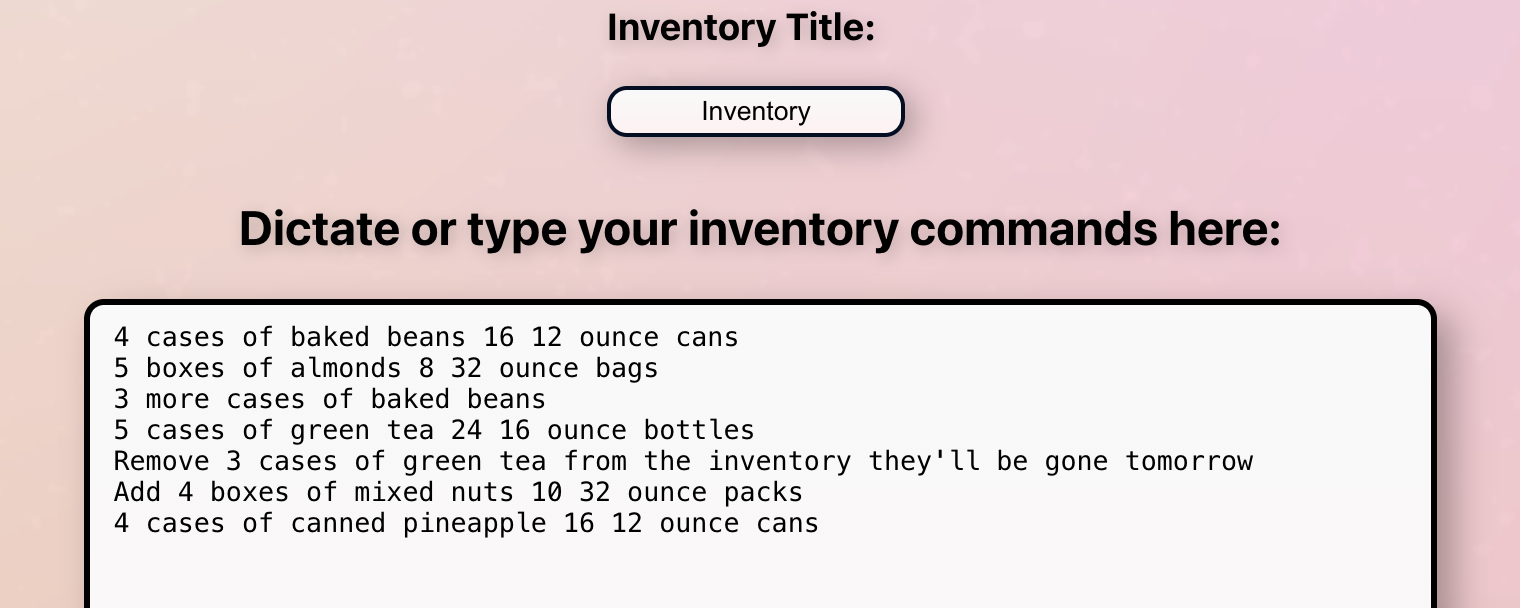 Inventory Title:
Inventory
Dictate or type your inventory commands here:
4 cases of baked beans 16 12 ounce cans
5 boxes of almonds 8 32 ounce bags
3 more cases of baked beans
5 cases of green tea 24 16 ounce bottles
Remove 3 cases of green tea from the inventory they'll be gone tomorrow
Add 4 boxes of mixed nuts 10 32 ounce packs
4 cases of canned pineapple 16 12 ounce cans